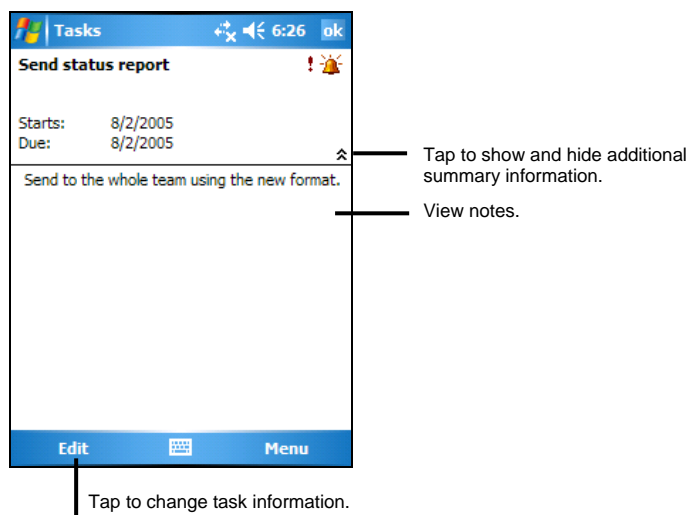 Tasks 6:26 ok
Send status report !
Starts: 8/2/2005
Due: 8/2/2005
Tap to show and hide additional
summary information.
Send to the whole team using the new format.
View notes.
Edit Menu
Tap to change task information.